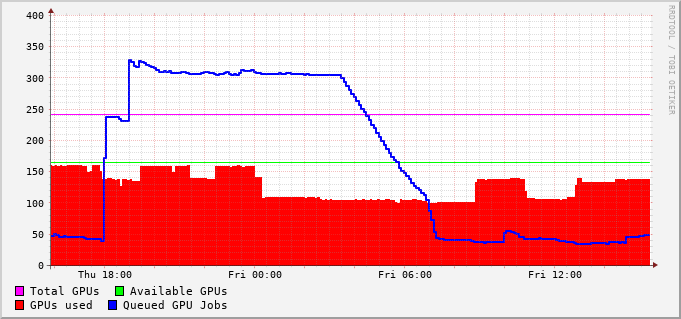 400
350
300
250
200
150
100
50
0
Thu 18:00 Fri 00:00 Fri 06:00 Fri 12:00
Total GPUs Available GPUs
GPUs used Queued GPU Jobs
RRDTOOL / TOBI OETIKER